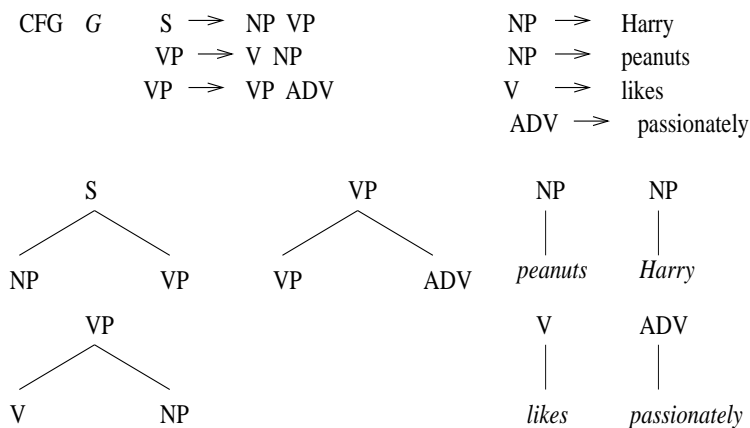 CFG G S → NP VP NP → Harry
VP → V NP NP → peanuts
VP → VP ADV V → likes
ADV → passionately
S VP NP NP
NP VP VP ADV peanuts Harry
VP V ADV
V NP likes passionately